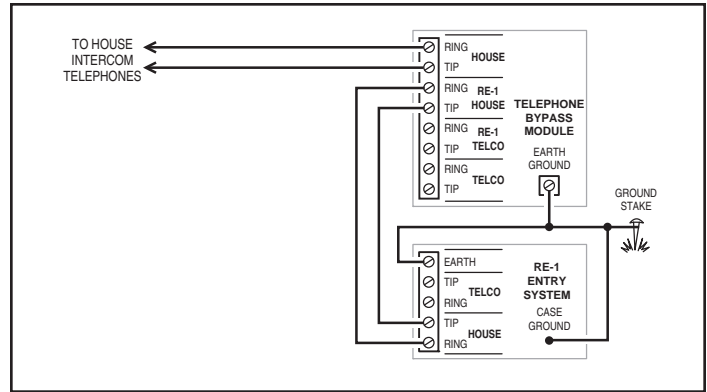 TO HOUSE
INTERCOM
TELEPHONES
RING
HOUSE
TIP
RING RE-1
TIP HOUSE
RING RE-1
TIP TELCO
RING
TELCO
TIP
TELEPHONE
BYPASS
MODULE
EARTH
GROUND
GROUND
STAKE
EARTH
TIP
TELCO
RING
TIP
HOUSE
RING
RE-1
ENTRY
SYSTEM
CASE
GROUND